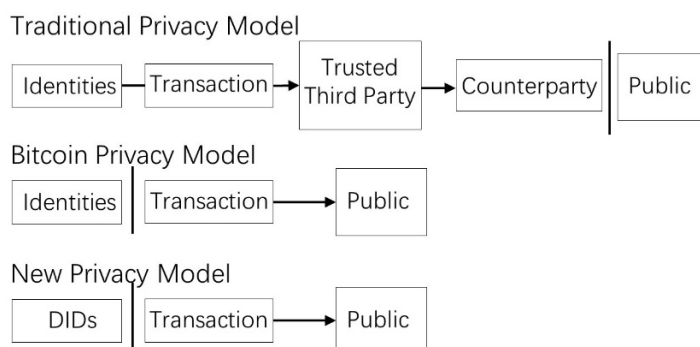 Traditional Privacy Model
Identities Transaction Trusted Third Party Counterparty Public
Bitcoin Privacy Model
Identities Transaction Public
New Privacy Model
DIDs Transaction Public